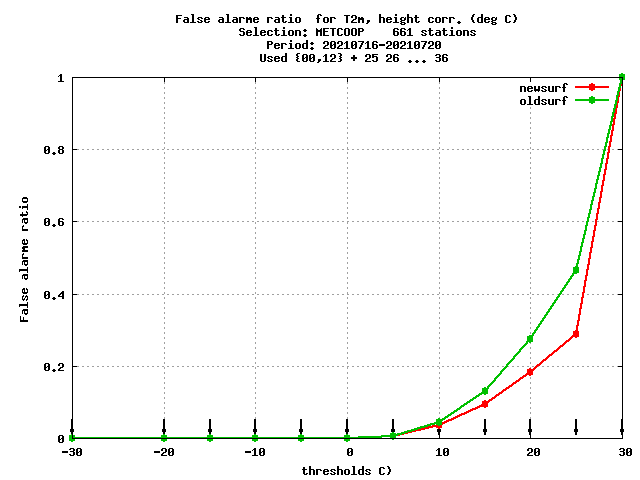 False alarme ratio  for T2m, height corr. (deg C)
Selection: METCOOP    661 stations
Period: 20210716-20210720
Used {00,12} + 25 26 ... 36
newsurf
oldsurf
1
0.8
0.6
0.4
0.2
0
False alarme ratio
-30
-20
-10
0
10
20
30
thresholds C)